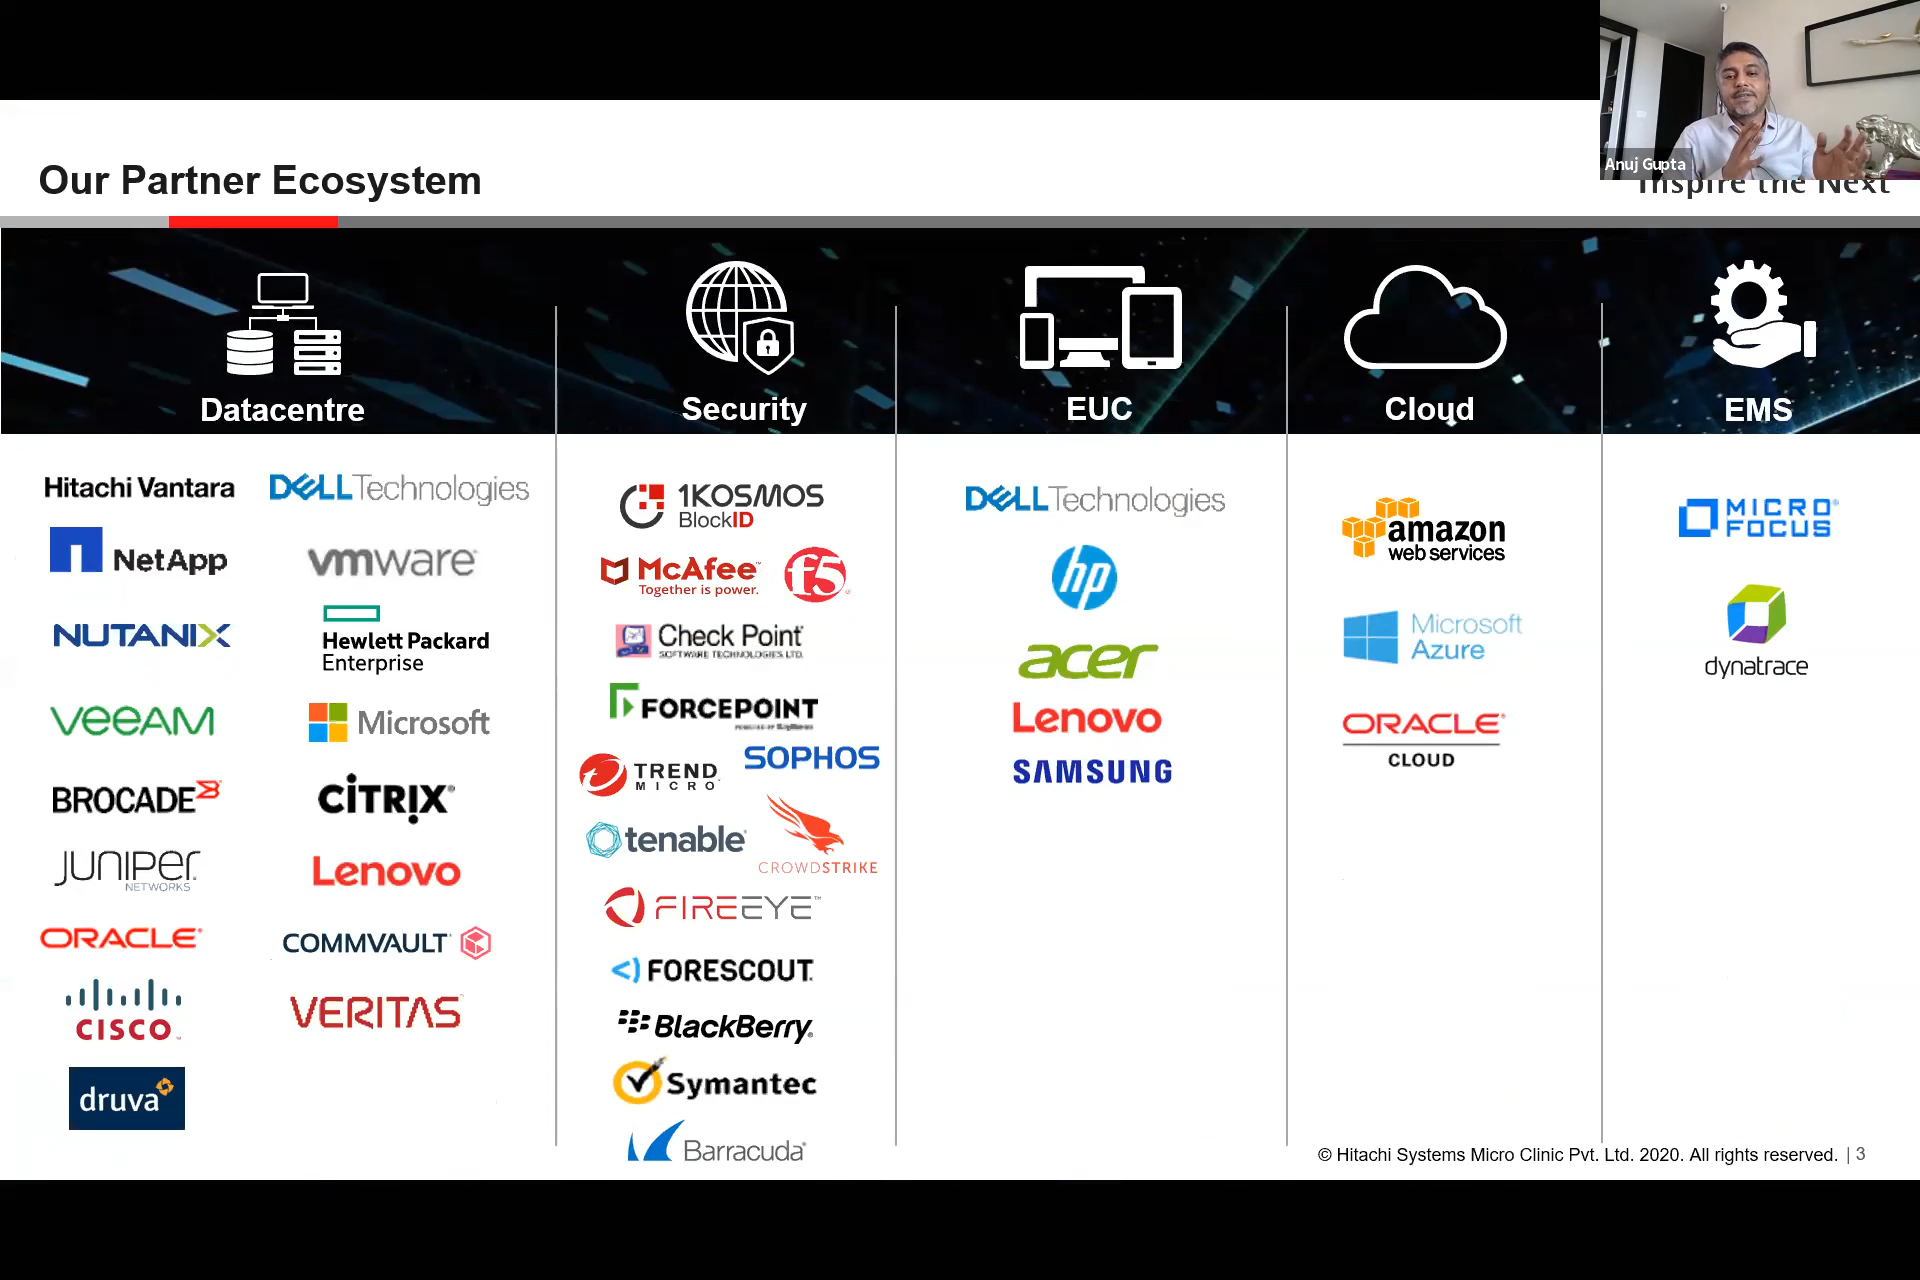 Anuj Gupta
Our Partner Ecosystem
Inspire the Next
Datacentre
Security
EUC
Cloud
EMS
Hitachi Vantara
DELL Technologies
NetApp
vmware
NUTANIX
Hewlett Packard
Enterprise
VEEAM
Microsoft
BROCADE
CITRIX
JUNIPER
NETWORKS
Lenovo
ORACLE
COMMVAULT
CISCO
VERITAS
druva
1KOSMOS
BlockID
McAfee™
Together is power.
f5
Check Point
SOFTWARE TECHNOLOGIES LTD.
FORCEPOINT
TREND
MICRO
SOPHOS
tenable
CROWDSTRIKE
FIREEYE™
FORESCOUT
BlackBerry
Symantec
Barracuda
DELL Technologies
hp
acer
Lenovo
SAMSUNG
amazon
web services
Microsoft
Azure
ORACLE
CLOUD
MICRO
FOCUS
dynatrace
© Hitachi Systems Micro Clinic Pvt. Ltd. 2020. All rights reserved. | 3